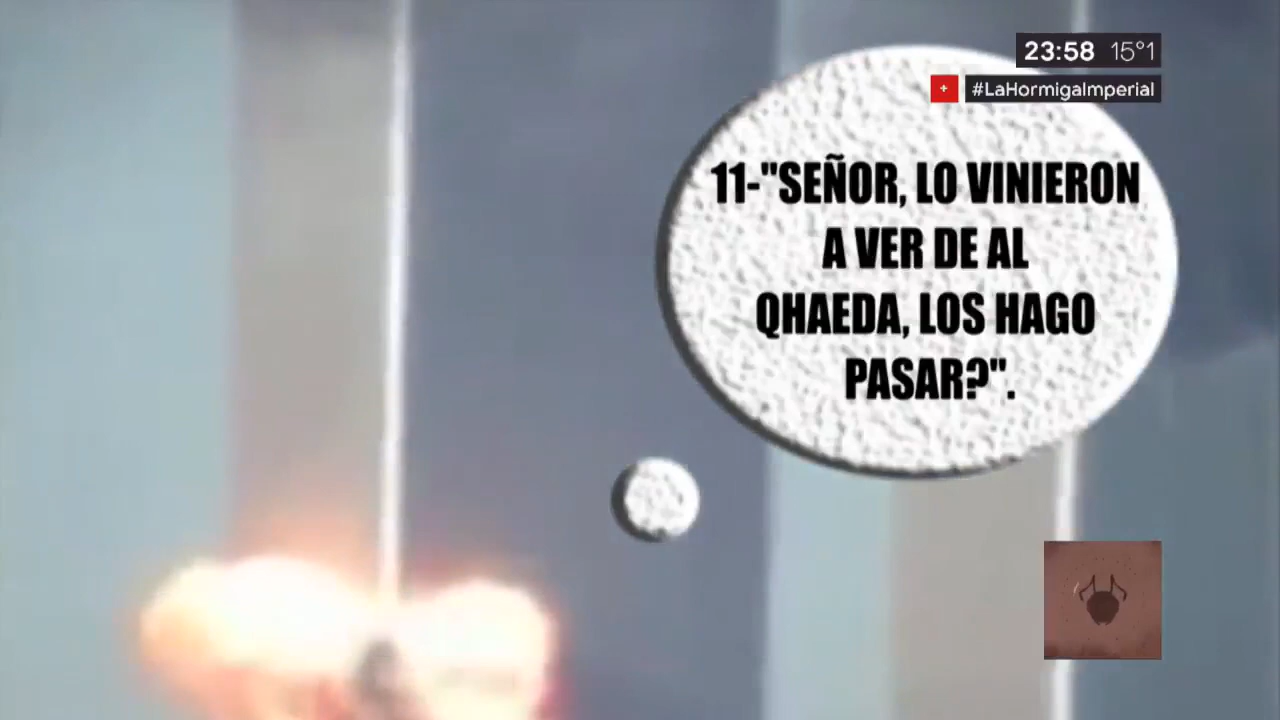 23:58 15°1
+ #LaHormigaImperial
11-"SEÑOR, LO VINIERON
A VER DE AL
QHAEDA, LOS HAGO
PASAR?".